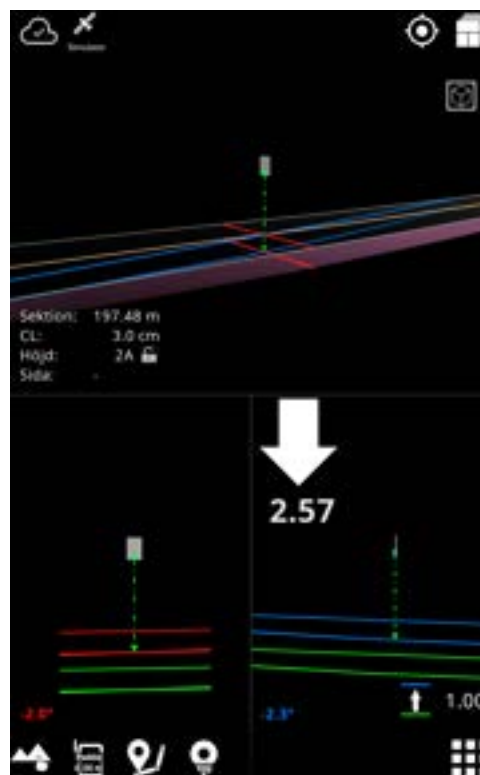 Simulator
Sektion: 197.48 m
CL: 3.0 cm
Höjd: 2A
Sida: -
2.57
-2.0°
-2.3°
1.00